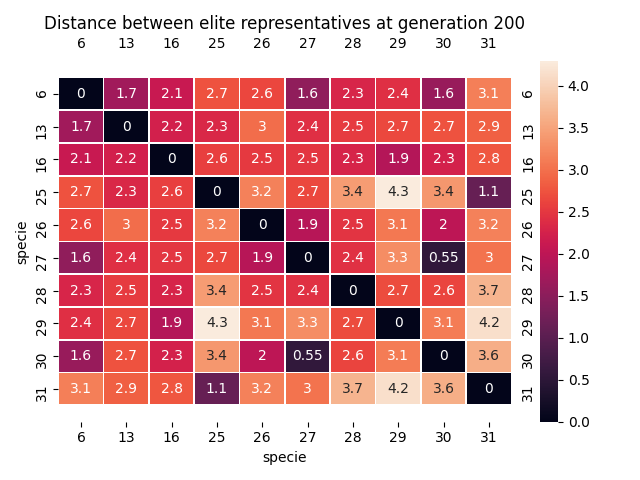 Distance between elite representatives at generation 200
6 13 16 25 26 27 28 29 30 31
6 0 1.7 2.1 2.7 2.6 1.6 2.3 2.4 1.6 3.1 6
13 1.7 0 2.2 2.3 3 2.4 2.5 2.7 2.7 2.9 13
16 2.1 2.2 0 2.6 2.5 2.5 2.3 1.9 2.3 2.8 16
25 2.7 2.3 2.6 0 3.2 2.7 3.4 4.3 3.4 1.1 25
26 2.6 3 2.5 3.2 0 1.9 2.5 3.1 2 3.2 26
27 1.6 2.4 2.5 2.7 1.9 0 2.4 3.3 0.55 3 27
28 2.3 2.5 2.3 3.4 2.5 2.4 0 2.7 2.6 3.7 28
29 2.4 2.7 1.9 4.3 3.1 3.3 2.7 0 3.1 4.2 29
30 1.6 2.7 2.3 3.4 2 0.55 2.6 3.1 0 3.6 30
31 3.1 2.9 2.8 1.1 3.2 3 3.7 4.2 3.6 0 31
6 13 16 25 26 27 28 29 30 31
specie
specie
4.0
3.5
3.0
2.5
2.0
1.5
1.0
0.5
0.0